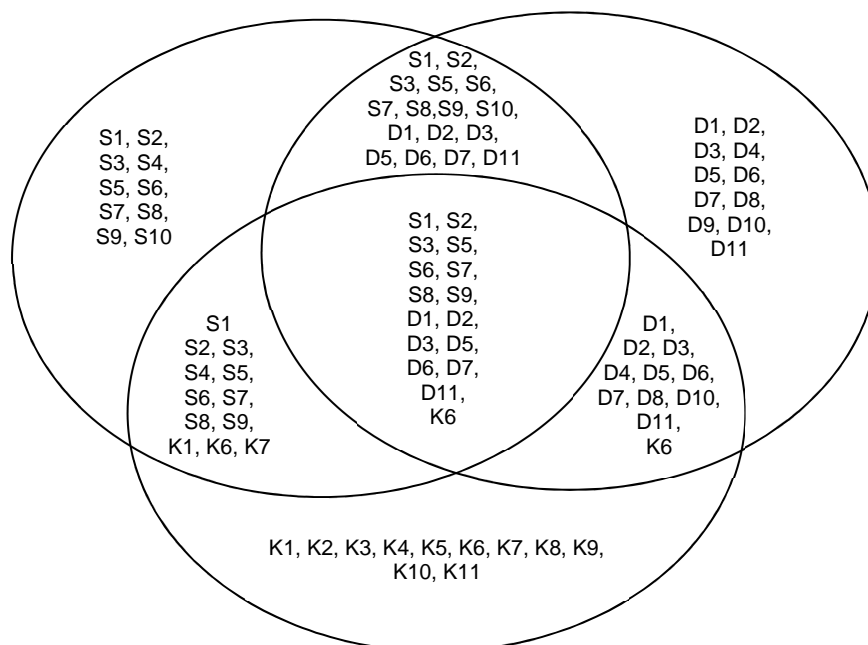 S1, S2,
S3, S5, S6,
S7, S8,S9, S10,
D1, D2, D3,
D5, D6, D7, D11
S1, S2,
S3, S4,
S5, S6,
S7, S8,
S9, S10
D1, D2,
D3, D4,
D5, D6,
D7, D8,
D9, D10,
D11
S1, S2,
S3, S5,
S6, S7,
S8, S9,
D1, D2,
D3, D5,
D6, D7,
D11,
K6
S1
S2, S3,
S4, S5,
S6, S7,
S8, S9,
K1, K6, K7
D1,
D2, D3,
D4, D5, D6,
D7, D8, D10,
D11,
K6
K1, K2, K3, K4, K5, K6, K7, K8, K9,
K10, K11